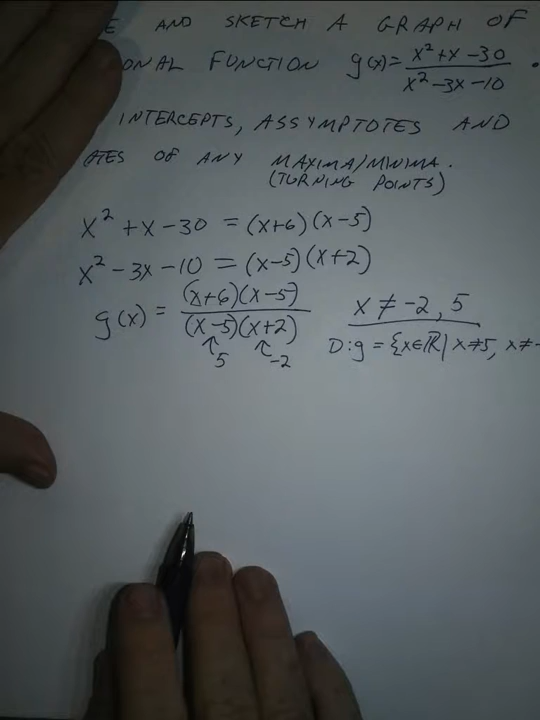 AND SKETCH A GRAPH OF
ONAL FUNCTION g(x) = x² + x - 30 / x² - 3x - 10 .
INTERCEPTS, ASSYMPTOTES AND
OF ANY MAXIMA/MINIMA.
(TURNING POINTS)
x² + x - 30 = (x+6)(x-5)
x² - 3x - 10 = (x-5)(x+2)
g(x) = (x+6)(x-5) / (x-5)(x+2) x ≠ -2, 5
↑5 ↑-2 D:g = {x∈ℝ | x≠5, x≠-